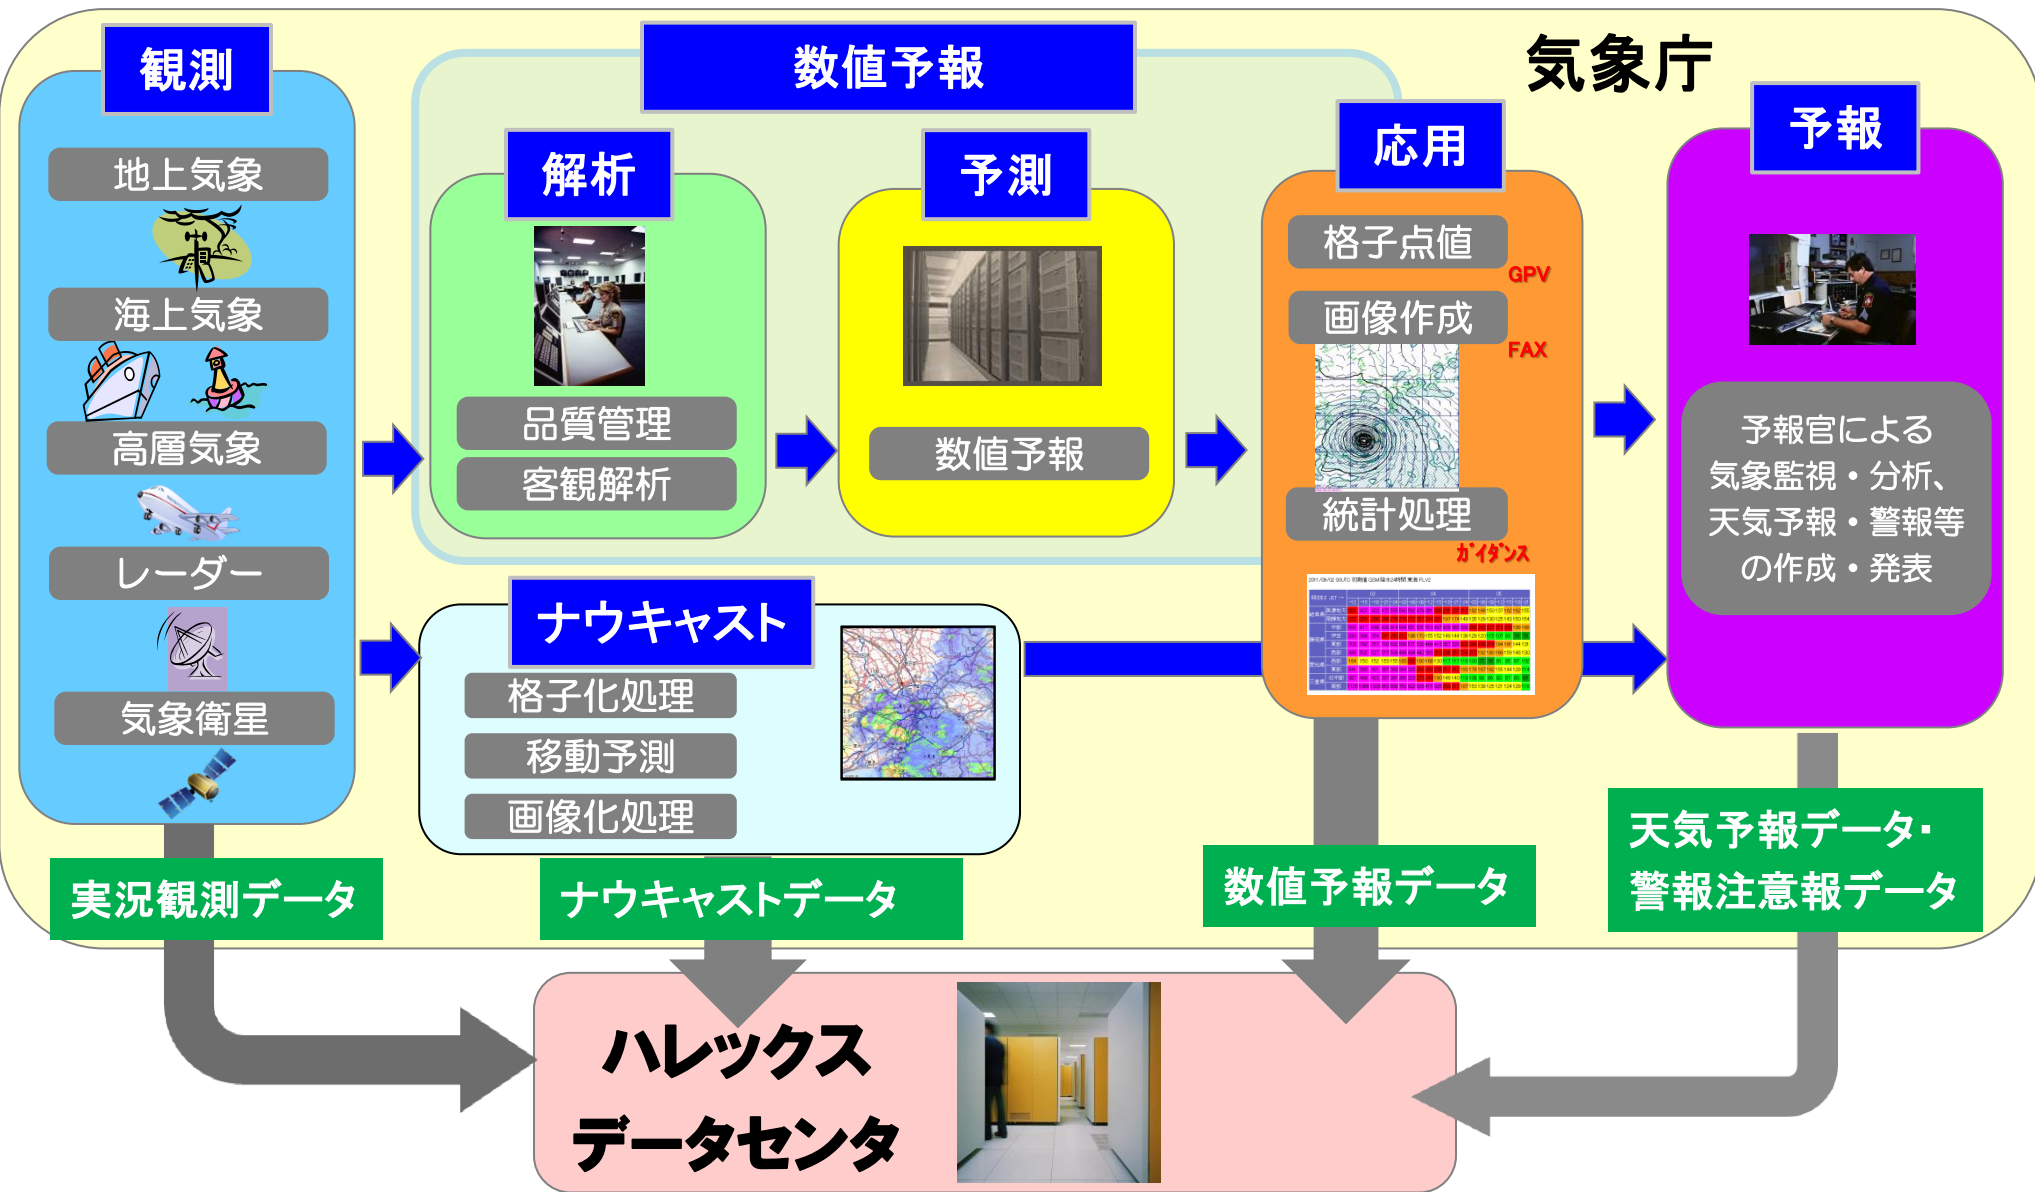 気象庁
観測
地上気象
海上気象
高層気象
レーダー
気象衛星
数値予報
解析
品質管理
客観解析
予測
数値予報
応用
格子点値
GPV
画像作成
FAX
統計処理
ガイダンス
予報
予報官による
気象監視・分析、
天気予報・警報等
の作成・発表
ナウキャスト
格子化処理
移動予測
画像化処理
実況観測データ
ナウキャストデータ
数値予報データ
天気予報データ・
警報注意報データ
ハレックス
データセンタ